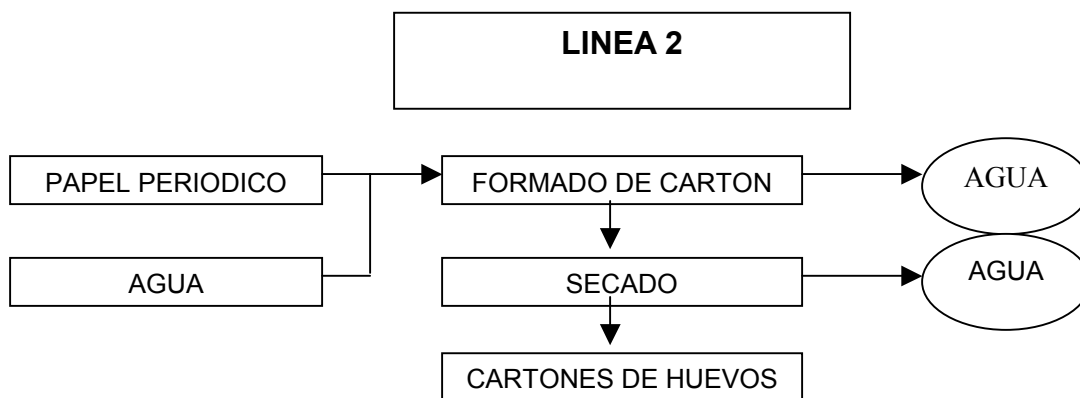 LINEA 2
PAPEL PERIODICO
FORMADO DE CARTON
AGUA
AGUA
SECADO
AGUA
CARTONES DE HUEVOS